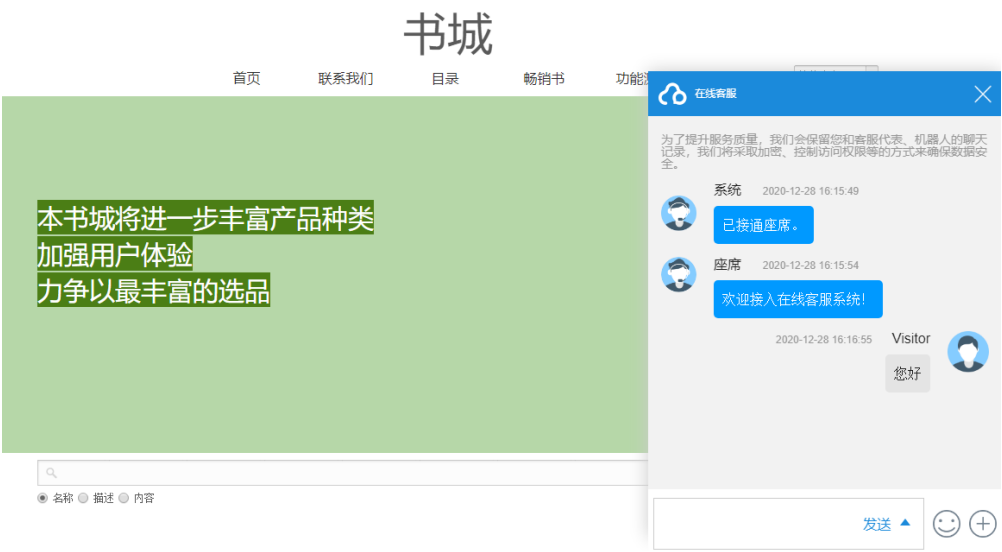 书城
首页 联系我们 目录 畅销书
本书城将进一步丰富产品种类
加强用户体验
力争以最丰富的选品
名称 描述 内容
在线客服
为了提升服务质量，我们会保留您和客服代表、机器人的聊天
记录，我们将采取加密、控制访问权限等的方式来确保数据安
全。
系统 2020-12-28 16:15:49
已接通座席。
座席 2020-12-28 16:15:54
欢迎接入在线客服系统!
2020-12-28 16:16:55 Visitor
您好
发送